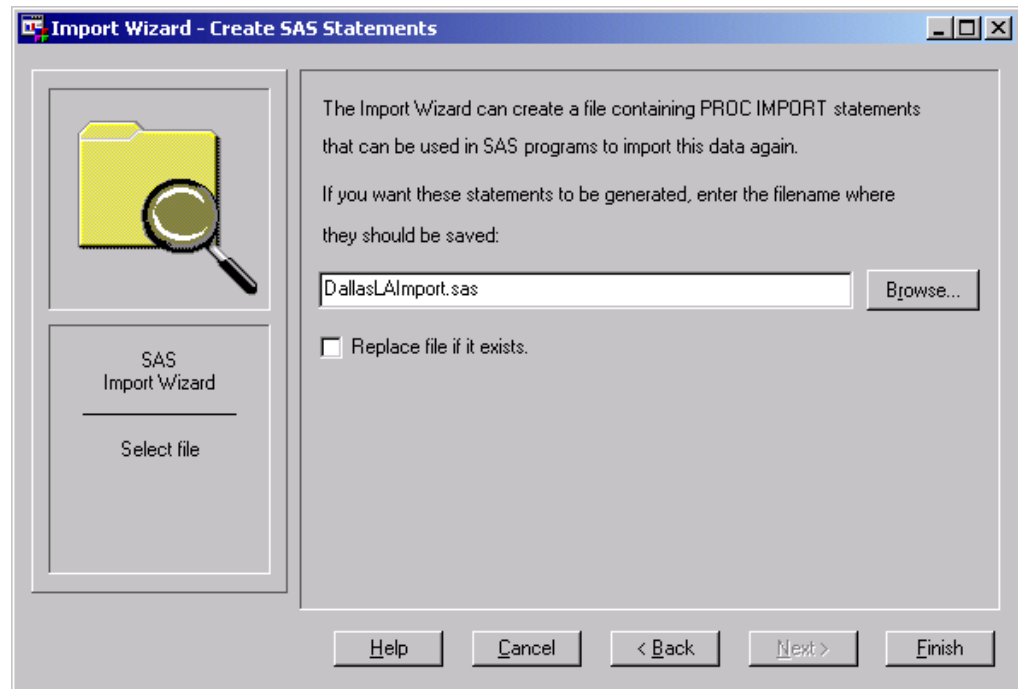 Import Wizard - Create SAS Statements
The Import Wizard can create a file containing PROC IMPORT statements
that can be used in SAS programs to import this data again.
If you want these statements to be generated, enter the filename where
they should be saved:
DallasLAImport.sas
Browse...
Replace file if it exists.
SAS
Import Wizard
Select file
Help
Cancel
< Back
Next >
Finish